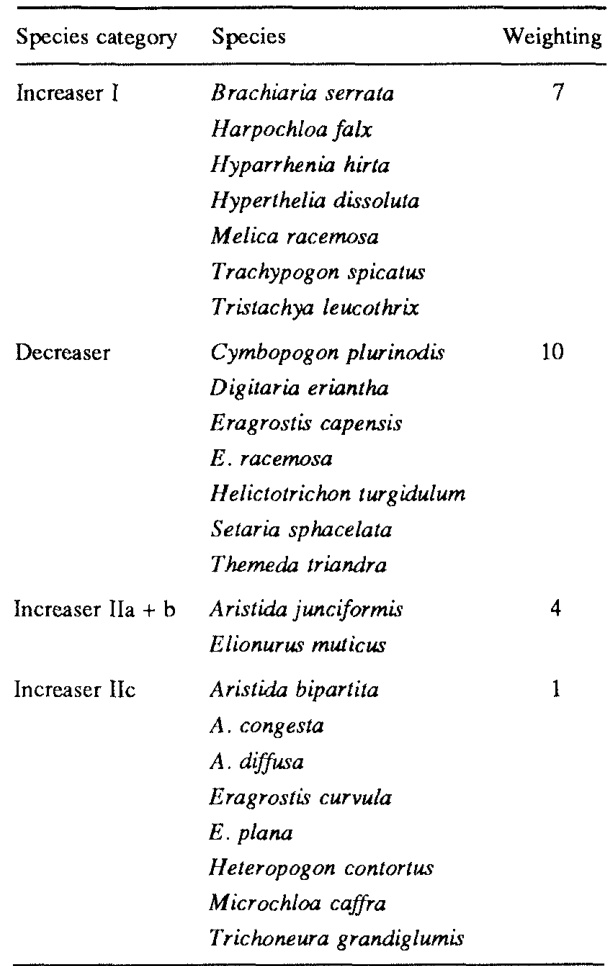 Species category Species Weighting
Increaser I Brachiaria serrata 7
Harpochloa falx
Hyparrhenia hirta
Hyperthelia dissoluta
Melica racemosa
Trachypogon spicatus
Tristachya leucothrix
Decreaser Cymbopogon plurinodis 10
Digitaria eriantha
Eragrostis capensis
E. racemosa
Helictotrichon turgidulum
Setaria sphacelata
Themeda triandra
Increaser IIa + b Aristida junciformis 4
Elionurus muticus
Increaser IIc Aristida bipartita 1
A. congesta
A. diffusa
Eragrostis curvula
E. plana
Heteropogon contortus
Microchloa caffra
Trichoneura grandiglumis